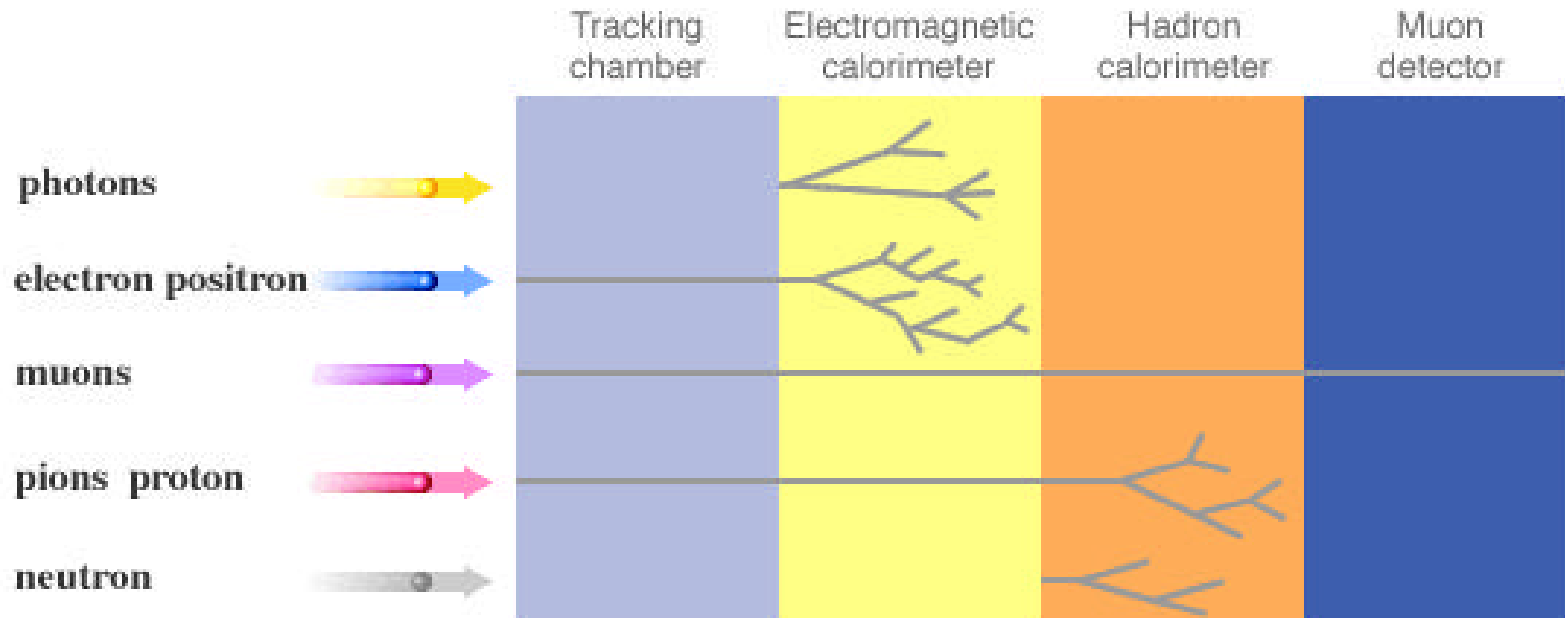 Tracking
chamber
Electromagnetic
calorimeter
Hadron
calorimeter
Muon
detector
photons
electron positron
muons
pions proton
neutron